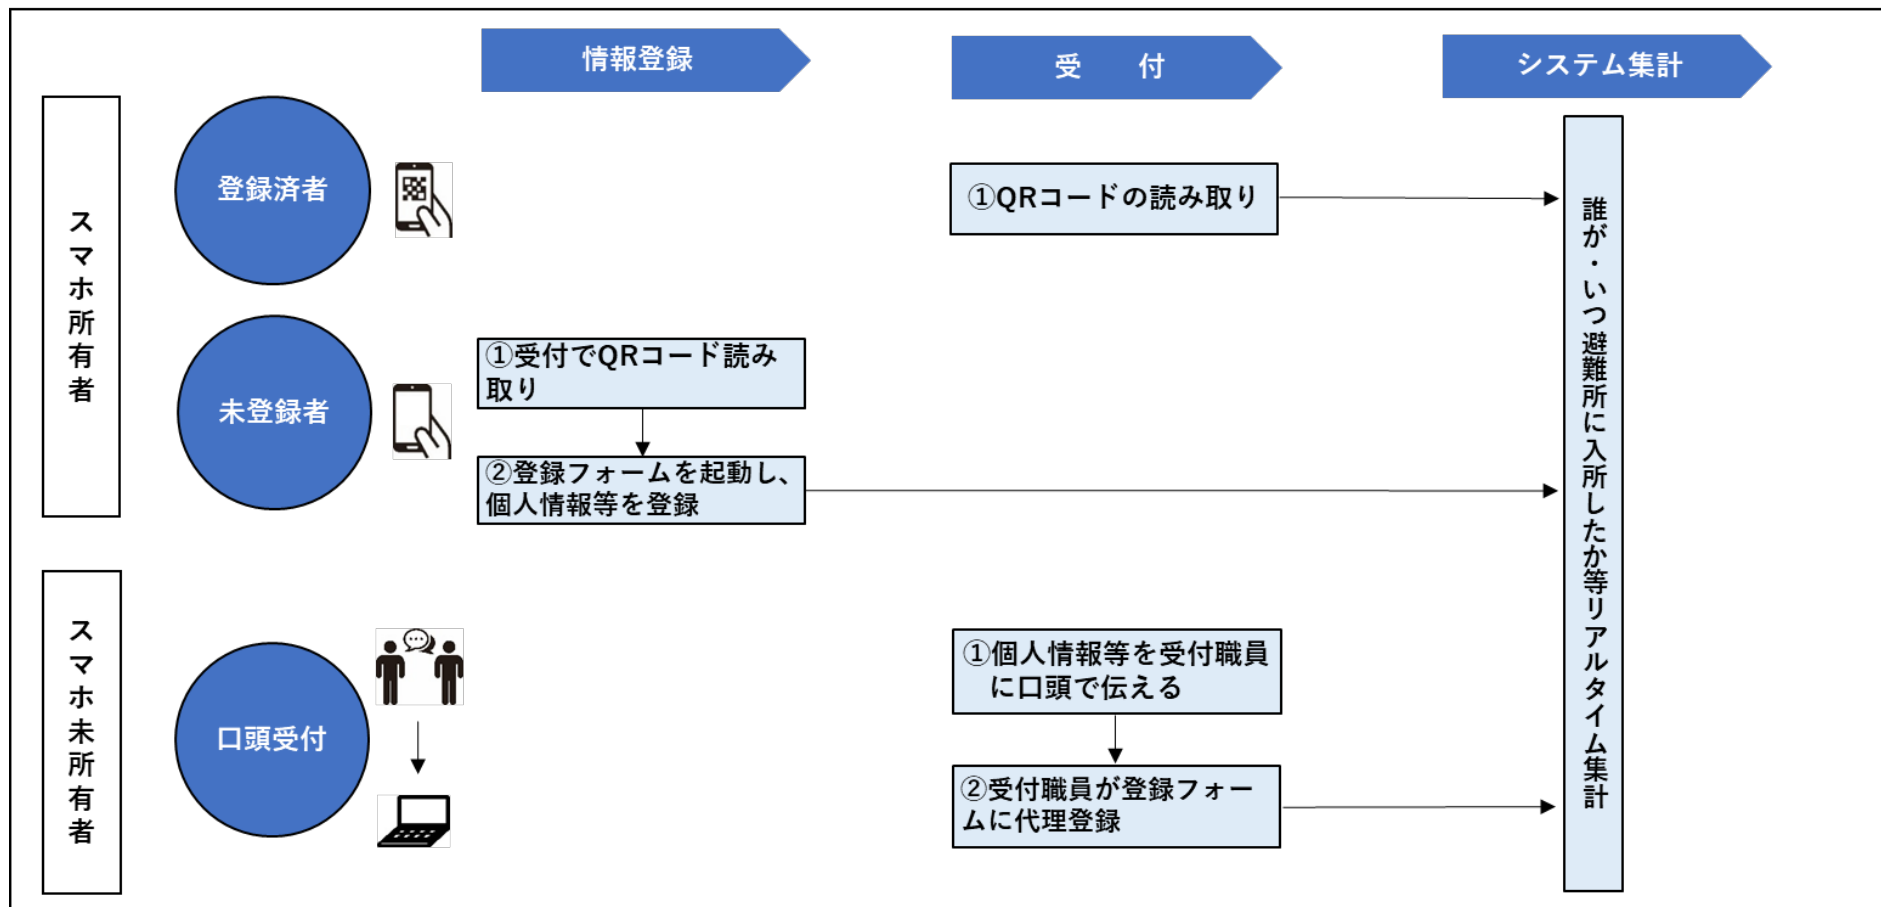 情報登録
受　　付
システム集計
スマホ所有者
登録済者
①QRコードの読み取り
未登録者
①受付でQRコード読み
取り
②登録フォームを起動し、
個人情報等を登録
スマホ未所有者
口頭受付
①個人情報等を受付職員
に口頭で伝える
②受付職員が登録フォー
ムに代理登録
誰が・いつ避難所に入所したか等リアルタイム集計